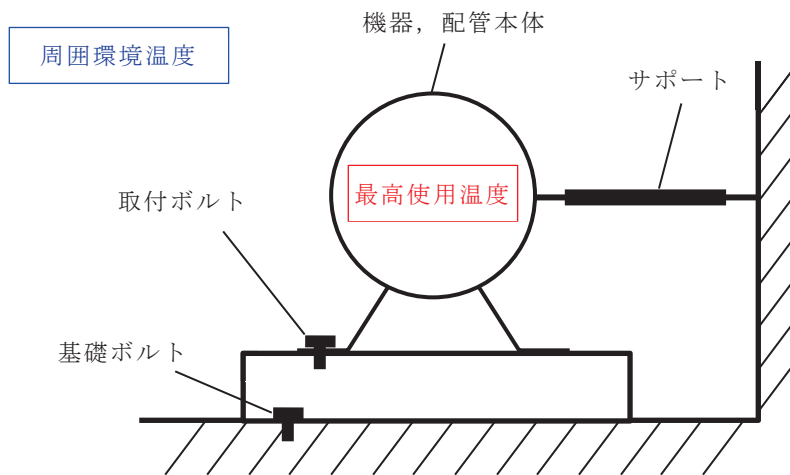 機器，配管本体
周囲環境温度
サポート
最高使用温度
取付ボルト
基礎ボルト